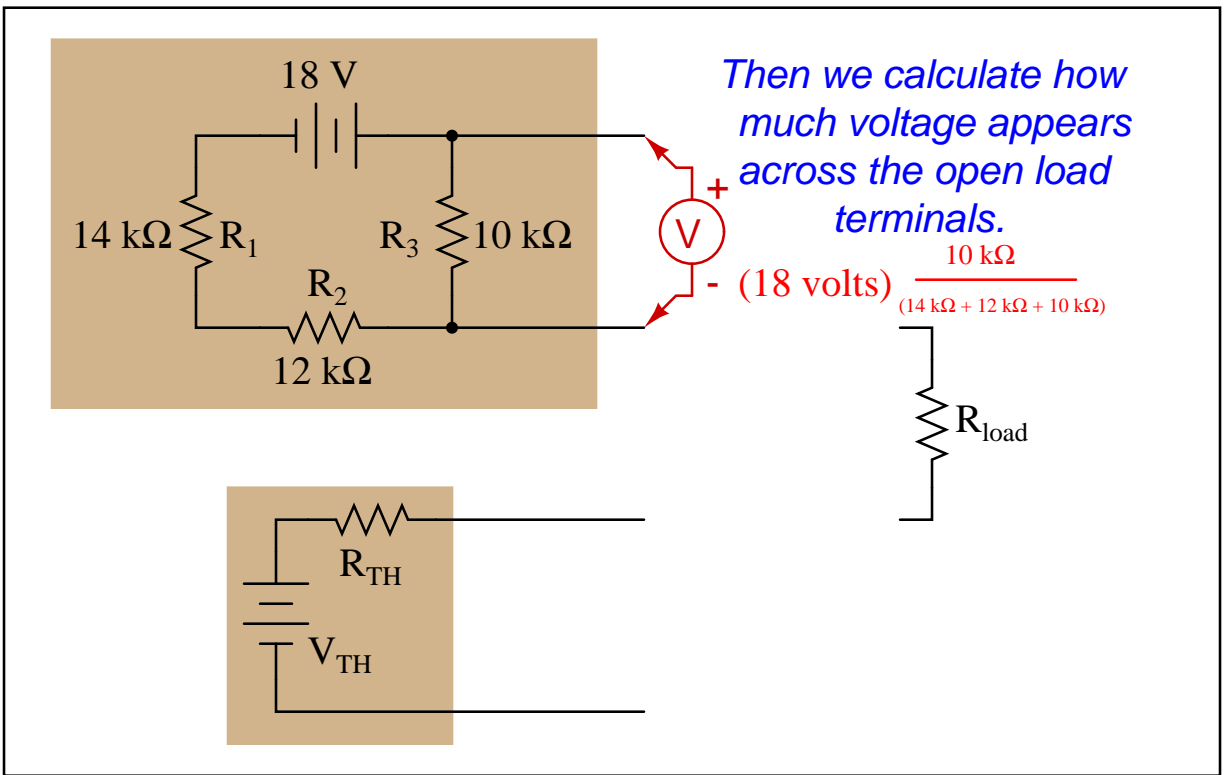 18 V
Then we calculate how
much voltage appears
across the open load
terminals.
14 kΩ R1
R3 10 kΩ
V
+
-
(18 volts) 10 kΩ
(14 kΩ + 12 kΩ + 10 kΩ)
R2
12 kΩ
Rload
RTH
VTH